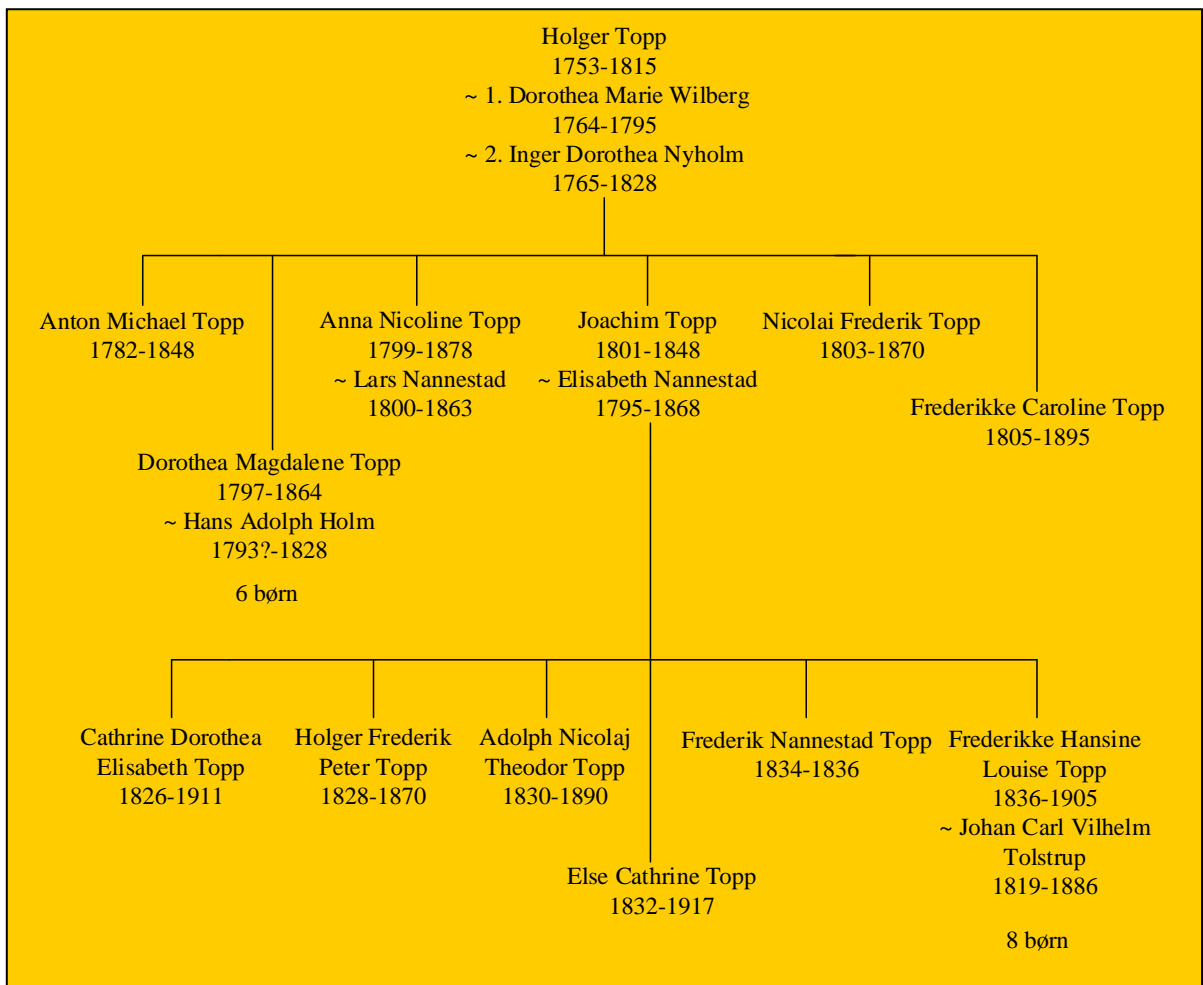 Holger Topp
1753-1815
~ 1. Dorothea Marie Wilberg
1764-1795
~ 2. Inger Dorothea Nyholm
1765-1828
Anton Michael Topp
1782-1848
Anna Nicoline Topp
1799-1878
~ Lars Nannestad
1800-1863
Joachim Topp
1801-1848
~ Elisabeth Nannestad
1795-1868
Nicolai Frederik Topp
1803-1870
Frederikke Caroline Topp
1805-1895
Dorothea Magdalene Topp
1797-1864
~ Hans Adolph Holm
1793?-1828
6 børn
Cathrine Dorothea
Elisabeth Topp
1826-1911
Holger Frederik
Peter Topp
1828-1870
Adolph Nicolaj
Theodor Topp
1830-1890
Frederik Nannestad Topp
1834-1836
Frederikke Hansine
Louise Topp
1836-1905
~ Johan Carl Vilhelm
Tolstrup
1819-1886
8 børn
Else Cathrine Topp
1832-1917